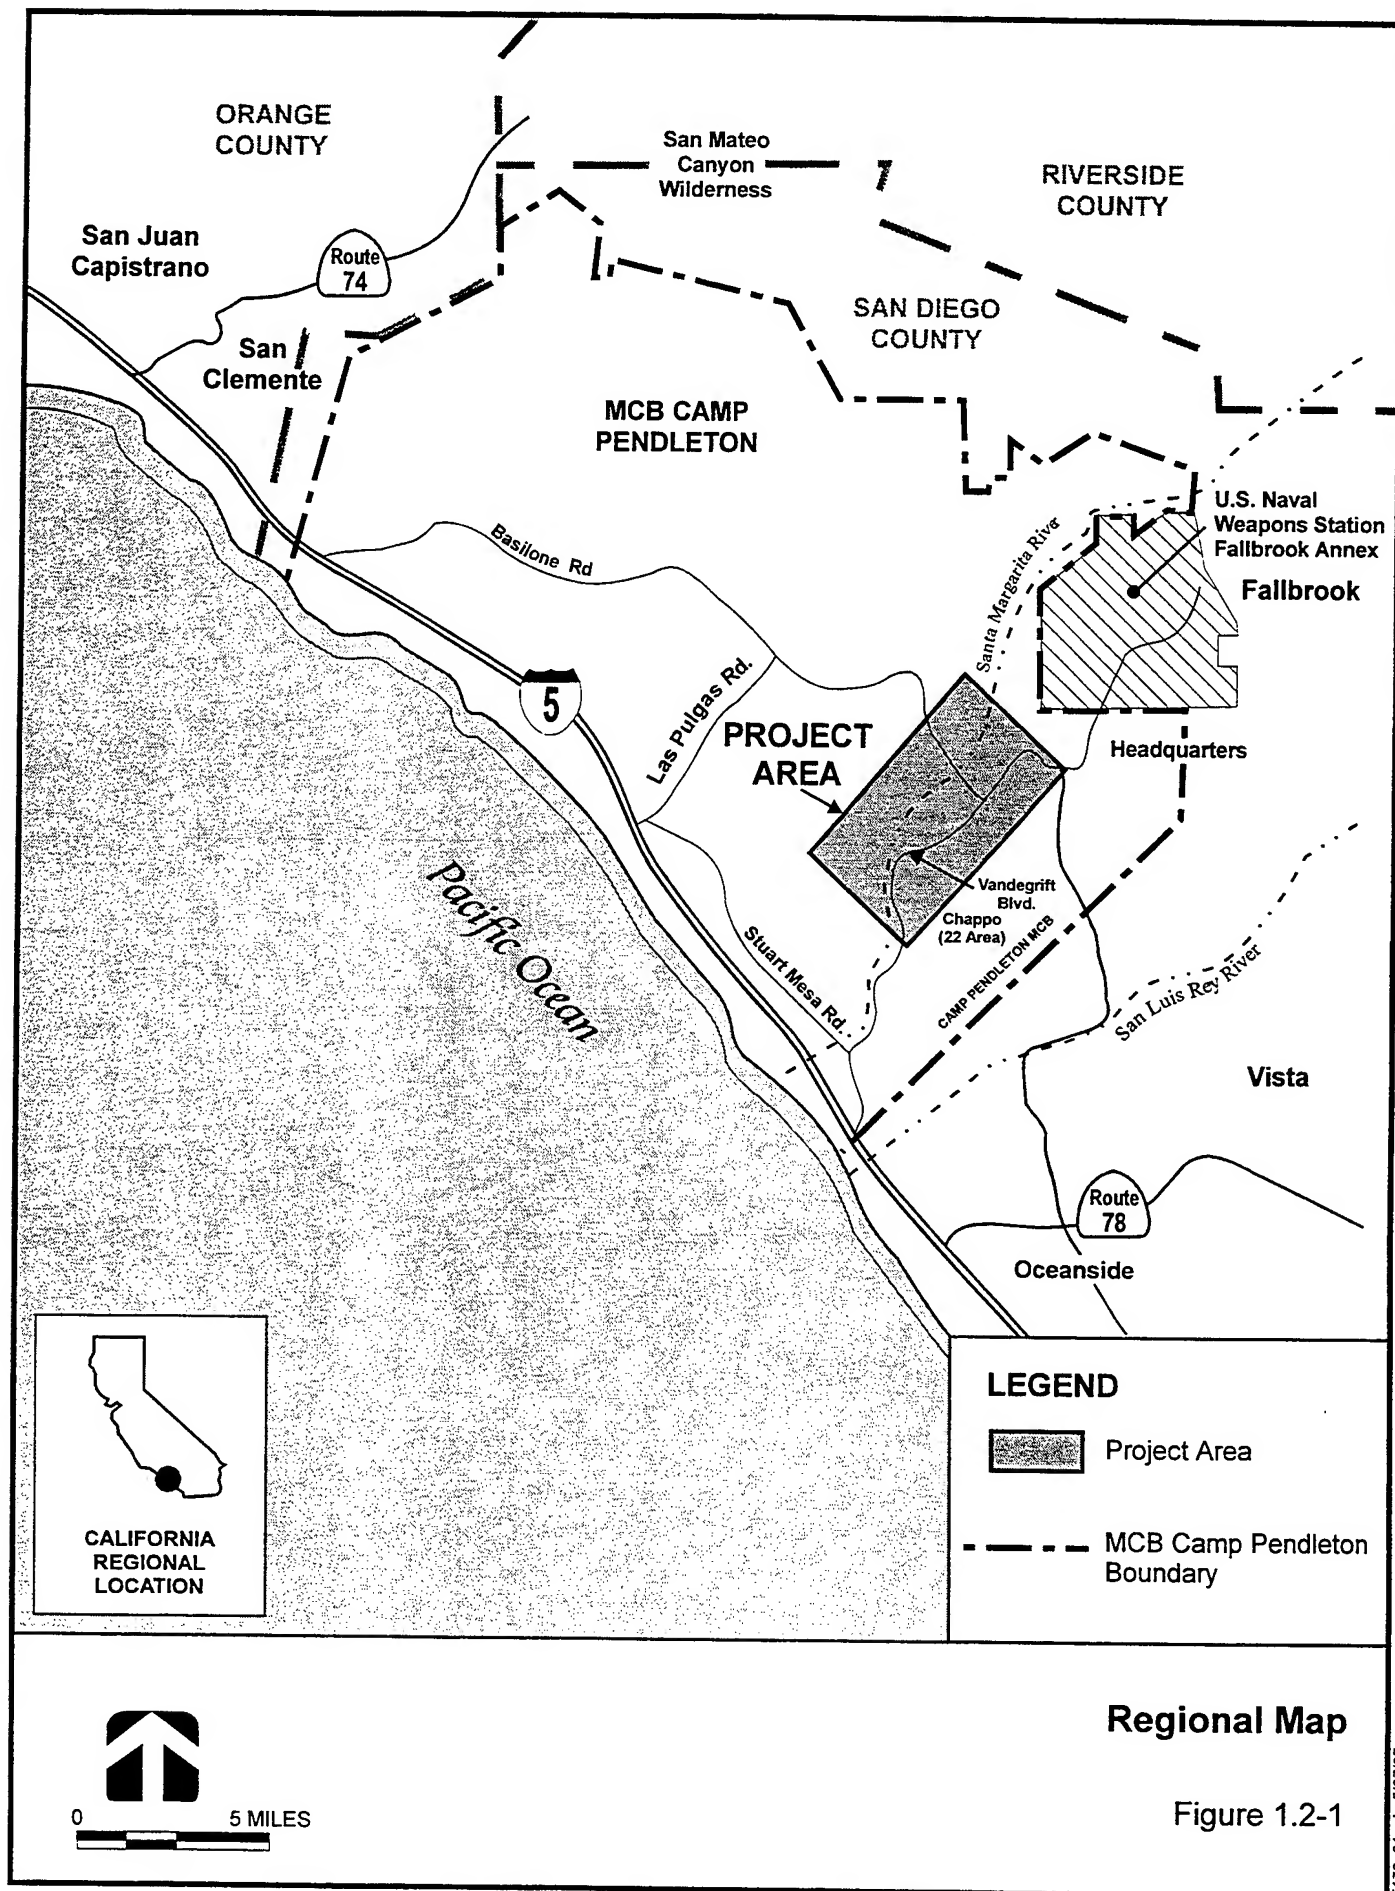 ORANGE
COUNTY
San Mateo
Canyon
Wilderness
RIVERSIDE
COUNTY
San Juan
Capistrano
Route
74
SAN DIEGO
COUNTY
San
Clemente
MCB CAMP
PENDLETON
U.S. Naval
Weapons Station
Fallbrook Annex
Fallbrook
Basilone Rd
Santa Margarita River
5
Las Pulgas Rd.
PROJECT
AREA
Headquarters
Vandegrift
Blvd.
Chappo
(22 Area)
Pacific Ocean
Stuart Mesa Rd.
CAMP PENDLETON MCB
San Luis Rey River
Vista
Route
78
Oceanside
CALIFORNIA
REGIONAL
LOCATION
LEGEND
Project Area
MCB Camp Pendleton
Boundary
Regional Map
0 5 MILES
Figure 1.2-1